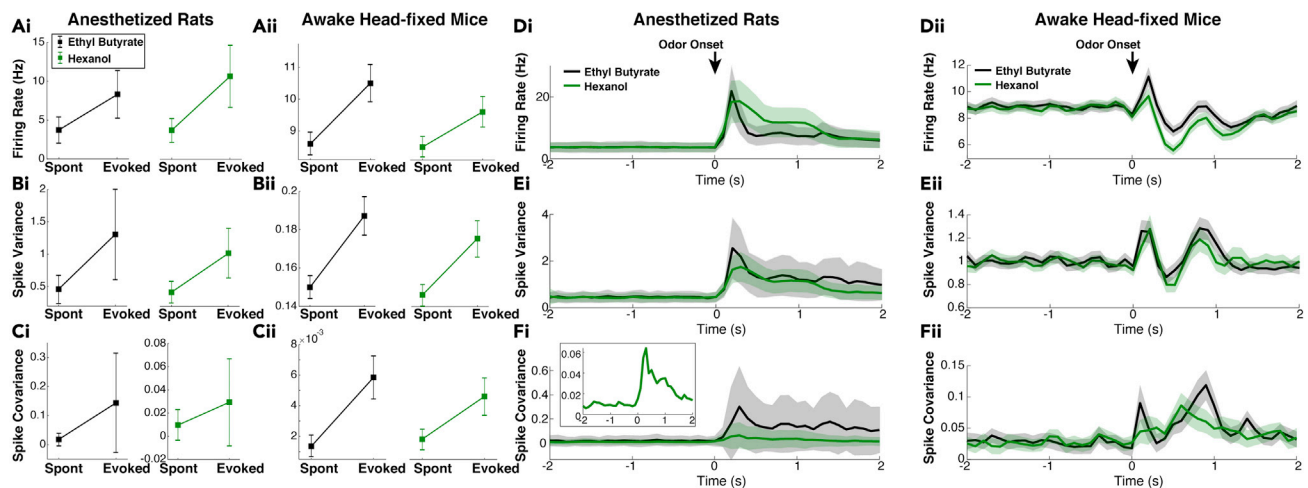 Anesthetized Rats
Awake Head-fixed Mice
Anesthetized Rats
Awake Head-fixed Mice
Ai
Firing Rate (Hz)
15
10
5
0
Ethyl Butyrate
Hexanol
Spont Evoked Spont Evoked
Aii
11
10
9
Spont Evoked Spont Evoked
Di
Odor Onset
Ethyl Butyrate
Hexanol
Firing Rate (Hz)
20
0
-2 -1 0 1 2
Time (s)
Dii
Odor Onset
Ethyl Butyrate
Hexanol
Firing Rate (Hz)
12
10
8
6
-2 -1 0 1 2
Time (s)
Bi
Spike Variance
2
1.5
1
0.5
Spont Evoked Spont Evoked
Bii
0.2
0.18
0.16
0.14
Spont Evoked Spont Evoked
Ei
Spike Variance
4
2
0
-2 -1 0 1 2
Time (s)
Eii
Spike Variance
1.4
1.2
1.0
0.8
0.6
-2 -1 0 1 2
Time (s)
Ci
Spike Covariance
0.3
0.2
0.1
0
Spont Evoked
0.08
0.06
0.04
0.02
0
-0.02
Spont Evoked
Cii
×10⁻³
8
6
4
2
Spont Evoked Spont Evoked
Fi
Spike Covariance
0.6
0.4
0.2
0
0.06
0.04
0.02
0
-2 -1 0 1 2
-2 -1 0 1 2
Time (s)
Fii
Spike Covariance
0.15
0.1
0.05
0
-2 -1 0 1 2
Time (s)